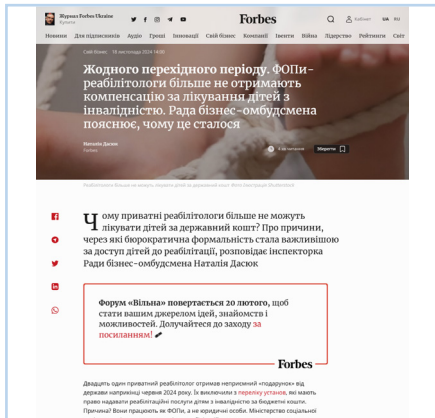 Журнал Forbes Ukraine
Купити
Forbes
Кабінет
UA RU
Новини Для підписників Аудіо Гроші Інновації Свій бізнес Компанії Івенти Війна Лідерство Рейтинги Світ
Свій бізнес 18 листопада 2024 14:00
Жодного перехідного періоду. ФОПи-
реабілітологи більше не отримають
компенсацію за лікування дітей з
інвалідністю. Рада бізнес-омбудсмена
пояснює, чому це сталося
Наталія Дасюк
Forbes
Зберегти
Чому приватні реабілітологи більше не можуть
лікувати дітей за державний кошт? Про причини,
через які бюрократична формальність стала важливішою
за доступ дітей до реабілітації, розповідає інспекторка
Ради бізнес-омбудсмена Наталія Дасюк
Форум «Вільна» повертається 20 лютого, щоб
стати вашим джерелом ідей, знайомств і
можливостей. Долучайтеся до заходу за
посиланням!
Forbes
Двадцять один приватний реабілітолог отримав неприємний «подарунок» від
держави наприкінці червня 2024 року. Їх виключили з переліку установ, які мають
право надавати реабілітаційні послуги дітям з інвалідністю за бюджетні кошти.
Причина? Вони працюють як ФОПи, а не юридичні особи. Міністерство соціальної